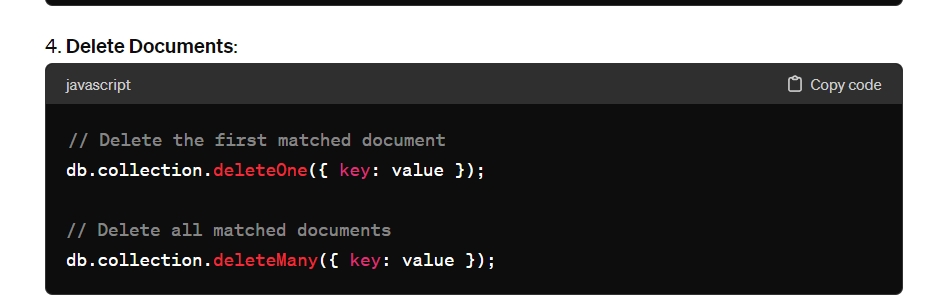 4. Delete Documents:
javascript
Copy code
// Delete the first matched document
db.collection.deleteOne({ key: value });
// Delete all matched documents
db.collection.deleteMany({ key: value });